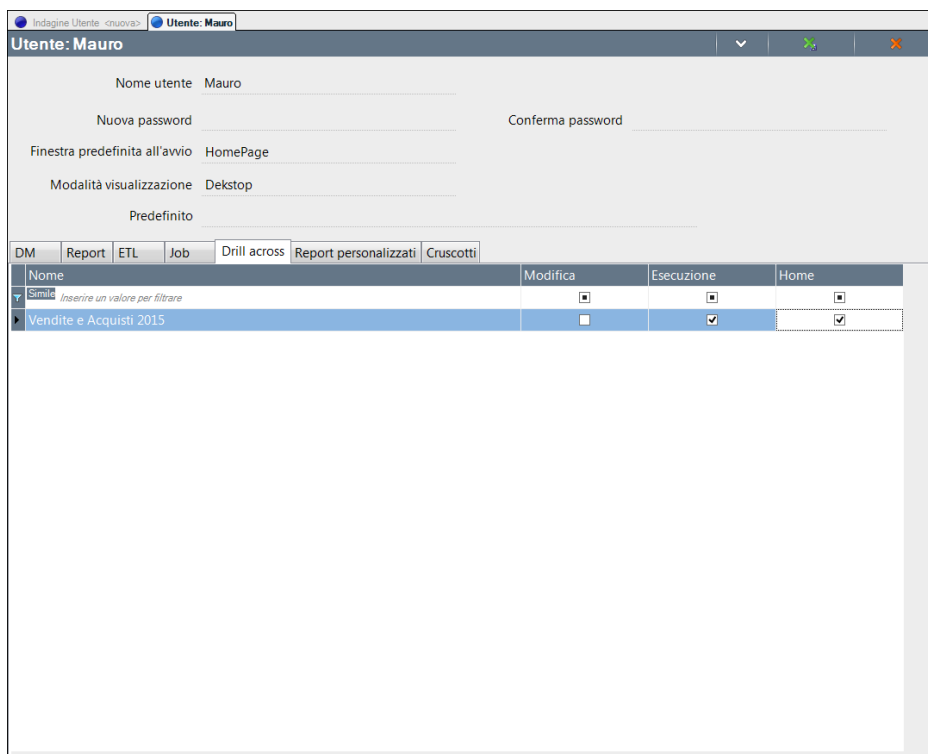 Indagine Utente <nuova> Utente: Mauro
Utente: Mauro
Nome utente Mauro
Nuova password Conferma password
Finestra predefinita all'avvio HomePage
Modalità visualizzazione Dekstop
Predefinito
DM Report ETL Job Drill across Report personalizzati Cruscotti
Nome Modifica Esecuzione Home
Simile Inserire un valore per filtrare
Vendite e Acquisti 2015